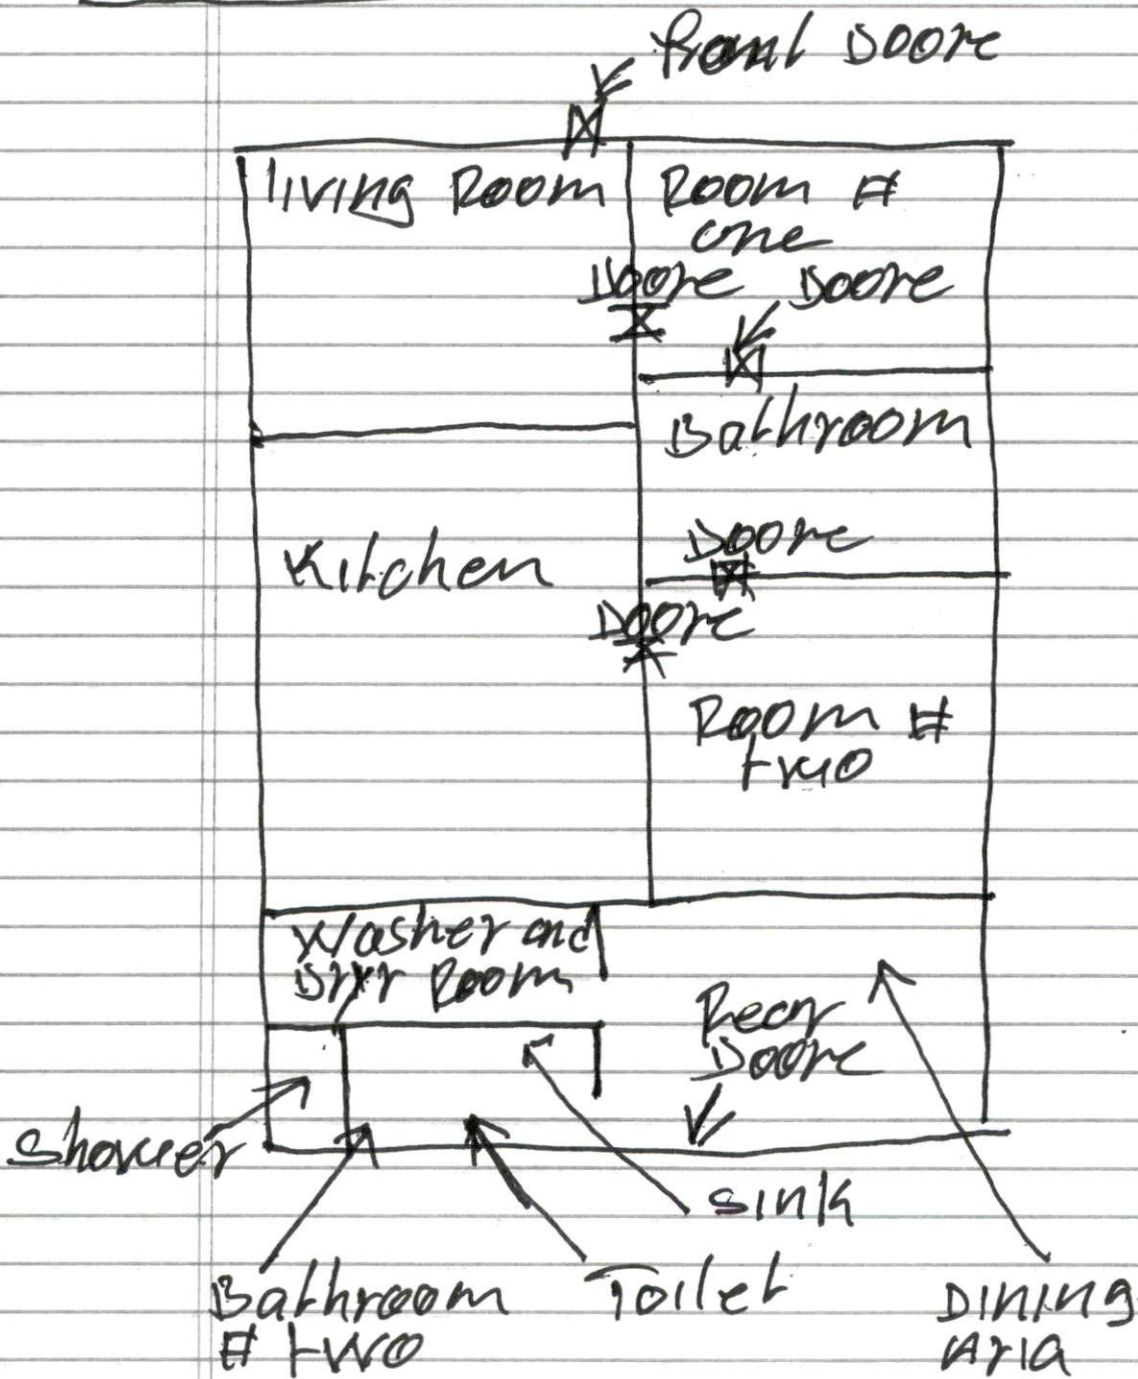 Front Doore
living Room
Room #
one
Doore
Doore
Bathroom
Doore
Kitchen
Doore
Room #
two
Washer and
Dryr Room
Rear
Doore
Shower
Sink
Bathroom
# two
Toilet
Dining
Aria